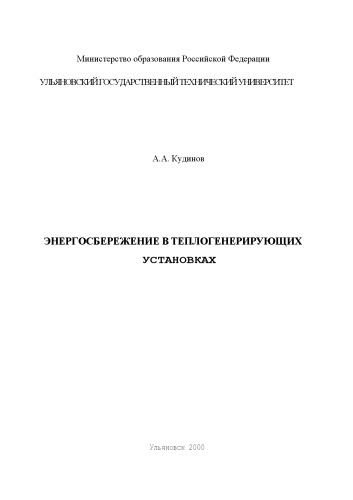 Министерство образования Российской Федерации
УЛЬЯНОВСКИЙ ГОСУДАРСТВЕННЫЙ ТЕХНИЧЕСКИЙ УНИВЕРСИТЕТ
А.А. Кудинов
ЭНЕРГОСБЕРЕЖЕНИЕ В ТЕПЛОГЕНЕРИРУЮЩИХ
УСТАНОВКАХ
Ульяновск 2000